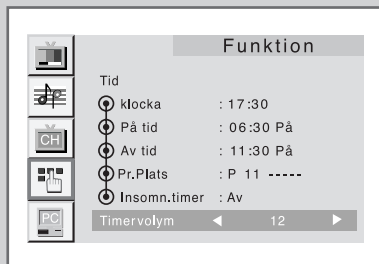 Funktion
Tid
klocka : 17:30
På tid : 06:30 På
Av tid : 11:30 På
Pr.Plats : P 11 -----
Insomn.timer : Av
Timervolym ◀ 12 ▶
CH
PC